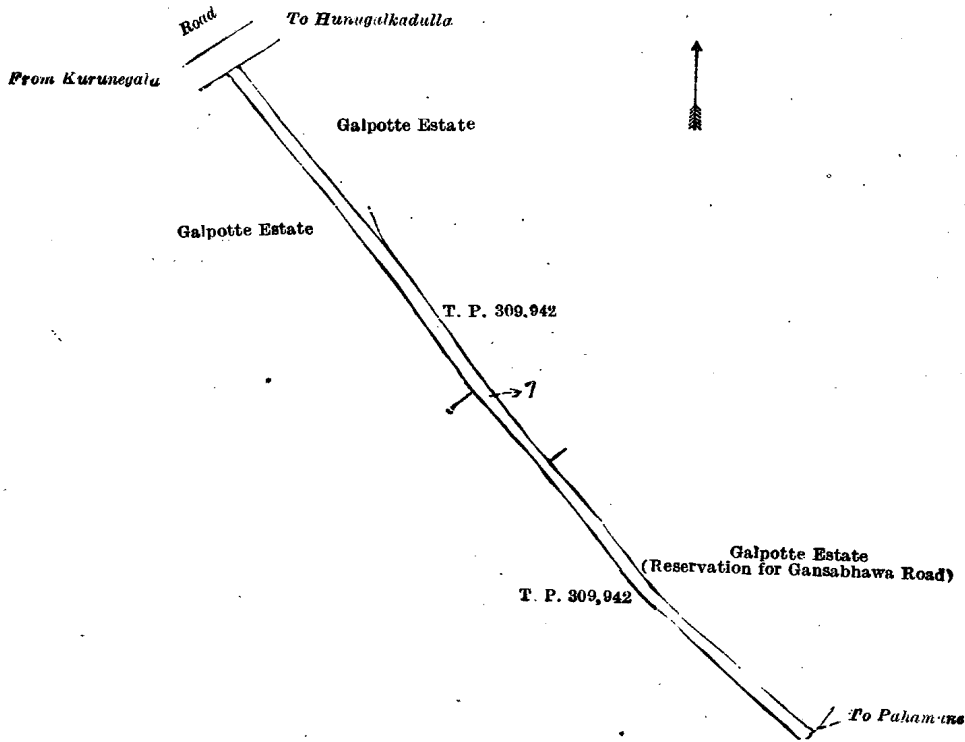 Road
To Hunugalkadulla
From Kurunegala
Galpotte Estate
Galpotte Estate
T. P. 309,942
7
Galpotte Estate
(Reservation for Gansabhawa Road)
T. P. 309,942
To